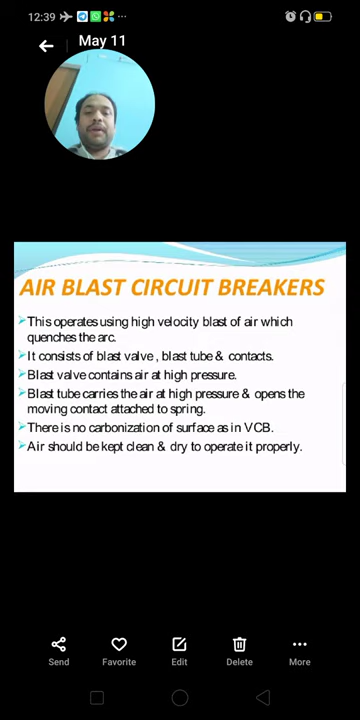 12:39
May 11
AIR BLAST CIRCUIT BREAKERS
This operates using high velocity blast of air which
quenches the arc.
It consists of blast valve , blast tube & contacts.
Blast valve contains air at high pressure.
Blast tube carries the air at high pressure & opens the
moving contact attached to spring.
There is no carbonization of surface as in VCB.
Air should be kept clean & dry to operate it properly.
Send Favorite Edit Delete More